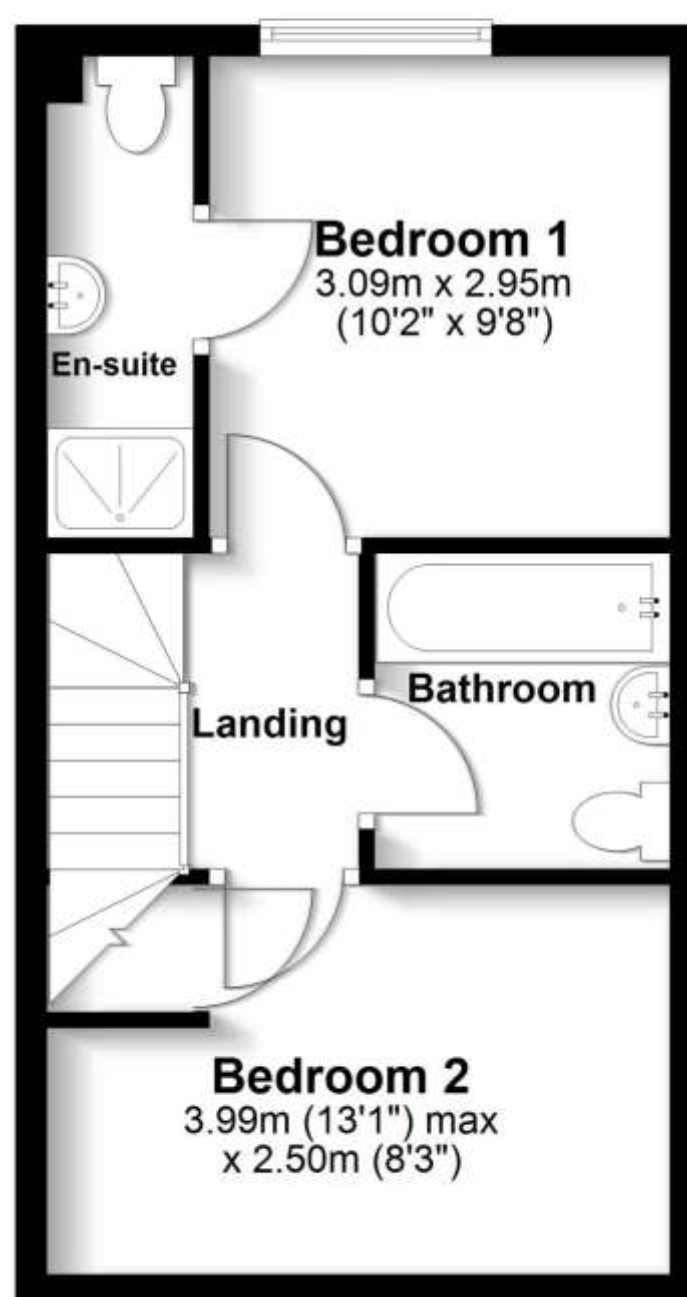 Bedroom 1
3.09m x 2.95m
(10'2" x 9'8")
En-suite
Bathroom
Landing
Bedroom 2
3.99m (13'1") max
x 2.50m (8'3")